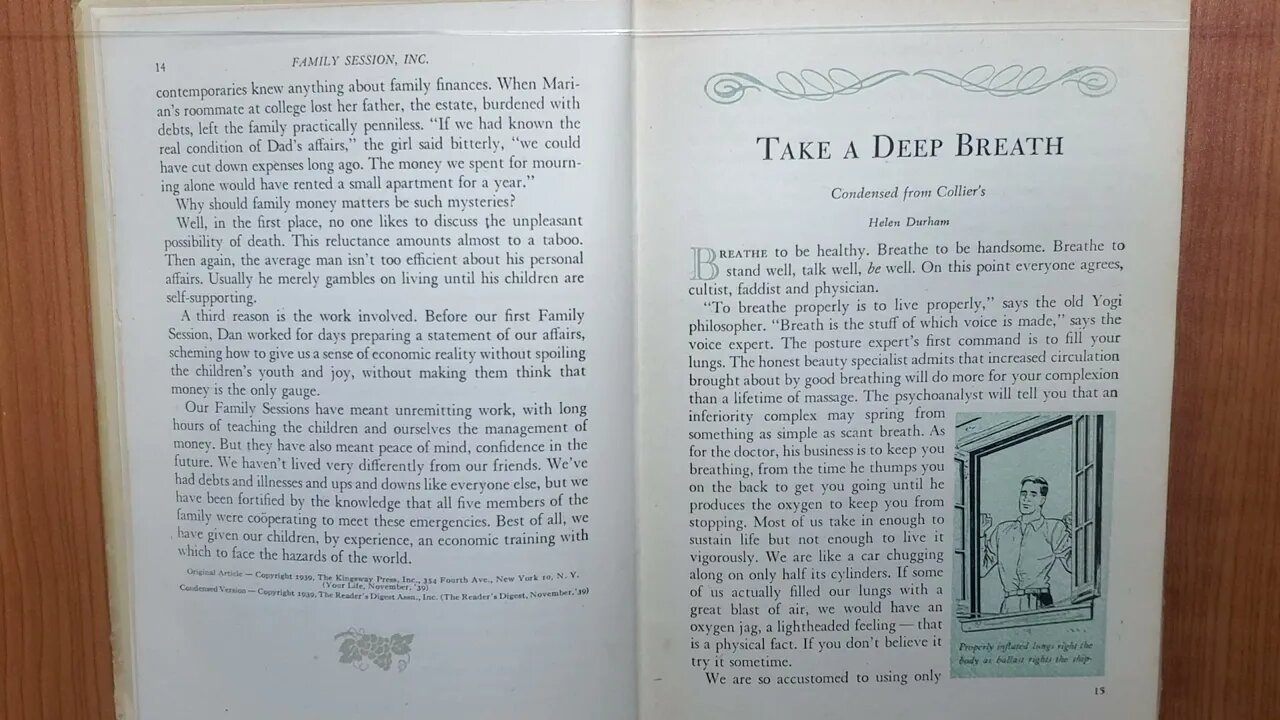 14
FAMILY SESSION, INC.
contemporaries knew anything about family finances. When Mari-
an's roommate at college lost her father, the estate, burdened with
debts, left the family practically penniless. "If we had known the
real condition of Dad's affairs," the girl said bitterly, "we could
have cut down expenses long ago. The money we spent for mourn-
ing alone would have rented a small apartment for a year."
Why should family money matters be such mysteries?
Well, in the first place, no one likes to discuss the unpleasant
possibility of death. This reluctance amounts almost to a taboo.
Then again, the average man isn't too efficient about his personal
affairs. Usually he merely gambles on living until his children are
self-supporting.
A third reason is the work involved. Before our first Family
Session, Dan worked for days preparing a statement of our affairs,
scheming how to give us a sense of economic reality without spoiling
the children's youth and joy, without making them think that
money is the only gauge.
Our Family Sessions have meant unremitting work, with long
hours of teaching the children and ourselves the management of
money. But they have also meant peace of mind, confidence in the
future. We haven't lived very differently from our friends. We've
had debts and illnesses and ups and downs like everyone else, but we
have been fortified by the knowledge that all five members of the
family were coöperating to meet these emergencies. Best of all, we
have given our children, by experience, an economic training with
which to face the hazards of the world.
Original Article — Copyright 1939, The Kingsway Press, Inc., 354 Fourth Ave., New York 10, N. Y.
(Your Life, November, '39)
Condensed Version — Copyright 1939, The Reader's Digest Assn., Inc. (The Reader's Digest, November, '39)
TAKE A DEEP BREATH
Condensed from Collier's
Helen Durham
BREATHE to be healthy. Breathe to be handsome. Breathe to
stand well, talk well, be well. On this point everyone agrees,
cultist, faddist and physician.
"To breathe properly is to live properly," says the old Yogi
philosopher. "Breath is the stuff of which voice is made," says the
voice expert. The posture expert's first command is to fill your
lungs. The honest beauty specialist admits that increased circulation
brought about by good breathing will do more for your complexion
than a lifetime of massage. The psychoanalyst will tell you that an
inferiority complex may spring from
something as simple as scant breath. As
for the doctor, his business is to keep you
breathing, from the time he thumps you
on the back to get you going until he
produces the oxygen to keep you from
stopping. Most of us take in enough to
sustain life but not enough to live it
vigorously. We are like a car chugging
along on only half its cylinders. If some
of us actually filled our lungs with a
great blast of air, we would have an
oxygen jag, a lightheaded feeling — that
is a physical fact. If you don't believe it
try it sometime.
We are so accustomed to using only
Properly inflated lungs right the
body as ballast rights the ship.
15